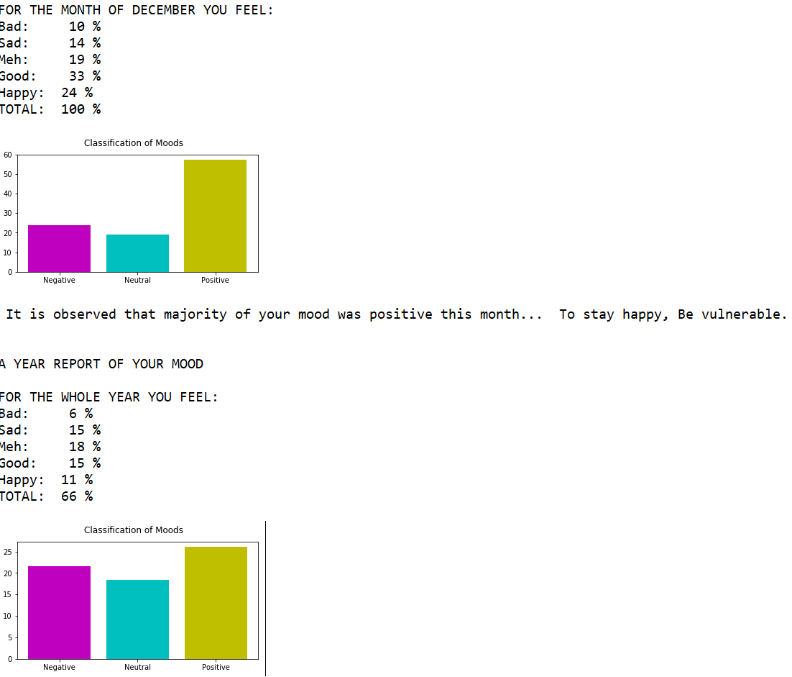 FOR THE MONTH OF DECEMBER YOU FEEL:
Bad: 10 %
Sad: 14 %
Meh: 19 %
Good: 33 %
Happy: 24 %
TOTAL: 100 %
Classification of Moods
60
50
40
30
20
10
0
Negative Neutral Positive
It is observed that majority of your mood was positive this month... To stay happy, Be vulnerable.
A YEAR REPORT OF YOUR MOOD
FOR THE WHOLE YEAR YOU FEEL:
Bad: 6 %
Sad: 15 %
Meh: 18 %
Good: 15 %
Happy: 11 %
TOTAL: 66 %
Classification of Moods
25
20
15
10
5
0
Negative Neutral Positive